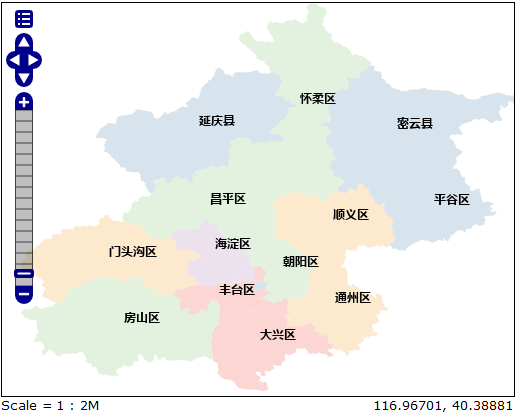 怀柔区
延庆县
密云县
昌平区
平谷区
顺义区
海淀区
门头沟区
朝阳区
丰台区
通州区
房山区
大兴区
Scale = 1 : 2M
116.96701, 40.38881